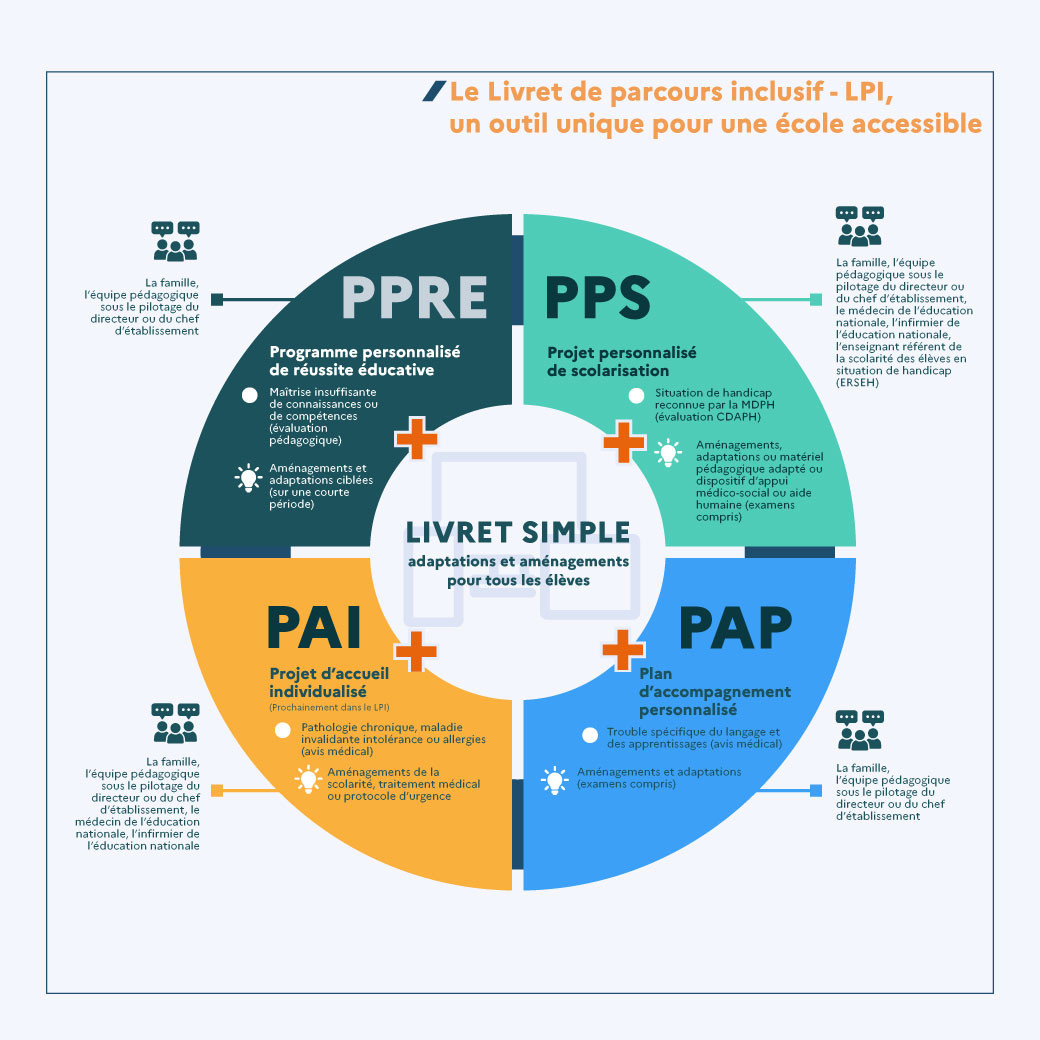 Le Livret de parcours inclusif - LPI,
un outil unique pour une école accessible
La famille,
l'équipe pédagogique
sous le pilotage du
directeur ou du chef
d'établissement
PPRE
Programme personnalisé
de réussite éducative
Maîtrise insuffisante
de connaissances ou
de compétences
(évaluation
pédagogique)
Aménagements et
adaptations ciblées
(sur une courte
période)
PPS
Projet personnalisé
de scolarisation
Situation de handicap
reconnue par la MDPH
(évaluation CDAPH)
Aménagements,
adaptations ou matériel
pédagogique adapté ou
dispositif d'appui
médico-social ou aide
humaine (examens
compris)
La famille, l'équipe
pédagogique sous le
pilotage du directeur ou
du chef d'établissement,
le médecin de l'éducation
nationale, l'infirmier de
l'éducation nationale,
l'enseignant référent de
la scolarité des élèves en
situation de handicap
(ERSEH)
LIVRET SIMPLE
adaptations et aménagements
pour tous les élèves
PAI
Projet d'accueil
individualisé
(Prochainement dans le LPI)
Pathologie chronique, maladie
invalidante intolérance ou allergies
(avis médical)
Aménagements de la
scolarité, traitement médical
ou protocole d'urgence
La famille,
l'équipe pédagogique
sous le pilotage du
directeur ou du chef
d'établissement, le
médecin de l'éducation
nationale, l'infirmier de
l'éducation nationale
PAP
Plan
d'accompagnement
personnalisé
Trouble spécifique du langage et
des apprentissages (avis médical)
Aménagements et adaptations
(examens compris)
La famille,
l'équipe pédagogique
sous le pilotage du
directeur ou du chef
d'établissement